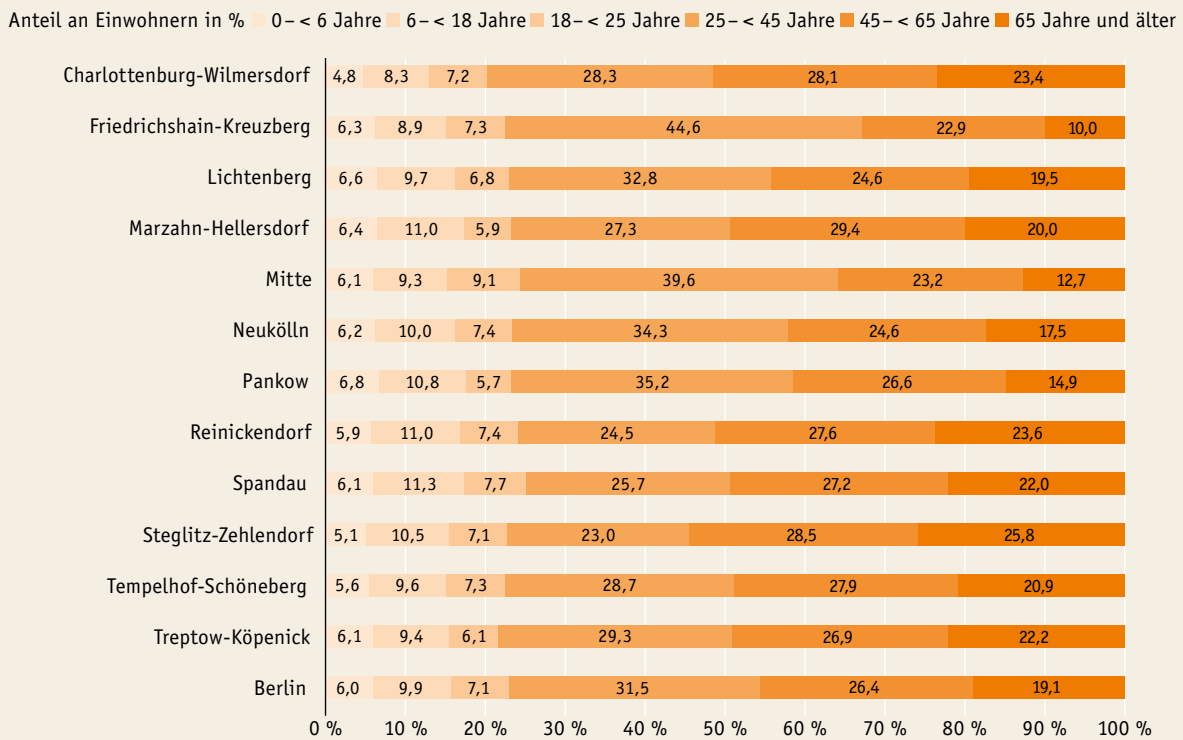 Anteil an Einwohnern in % 0–< 6 Jahre 6–< 18 Jahre 18–< 25 Jahre 25–< 45 Jahre 45–< 65 Jahre 65 Jahre und älter
Charlottenburg-Wilmersdorf 4,8 8,3 7,2 28,3 28,1 23,4
Friedrichshain-Kreuzberg 6,3 8,9 7,3 44,6 22,9 10,0
Lichtenberg 6,6 9,7 6,8 32,8 24,6 19,5
Marzahn-Hellersdorf 6,4 11,0 5,9 27,3 29,4 20,0
Mitte 6,1 9,3 9,1 39,6 23,2 12,7
Neukölln 6,2 10,0 7,4 34,3 24,6 17,5
Pankow 6,8 10,8 5,7 35,2 26,6 14,9
Reinickendorf 5,9 11,0 7,4 24,5 27,6 23,6
Spandau 6,1 11,3 7,7 25,7 27,2 22,0
Steglitz-Zehlendorf 5,1 10,5 7,1 23,0 28,5 25,8
Tempelhof-Schöneberg 5,6 9,6 7,3 28,7 27,9 20,9
Treptow-Köpenick 6,1 9,4 6,1 29,3 26,9 22,2
Berlin 6,0 9,9 7,1 31,5 26,4 19,1
0 % 10 % 20 % 30 % 40 % 50 % 60 % 70 % 80 % 90 % 100 %